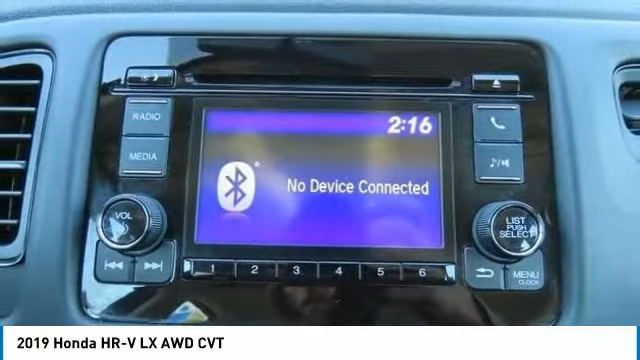 RADIO
MEDIA
2:16
No Device Connected
VOL
LIST
PUSH
SELECT
1 2 3 4 5 6
MENU
CLOCK
2019 Honda HR-V LX AWD CVT